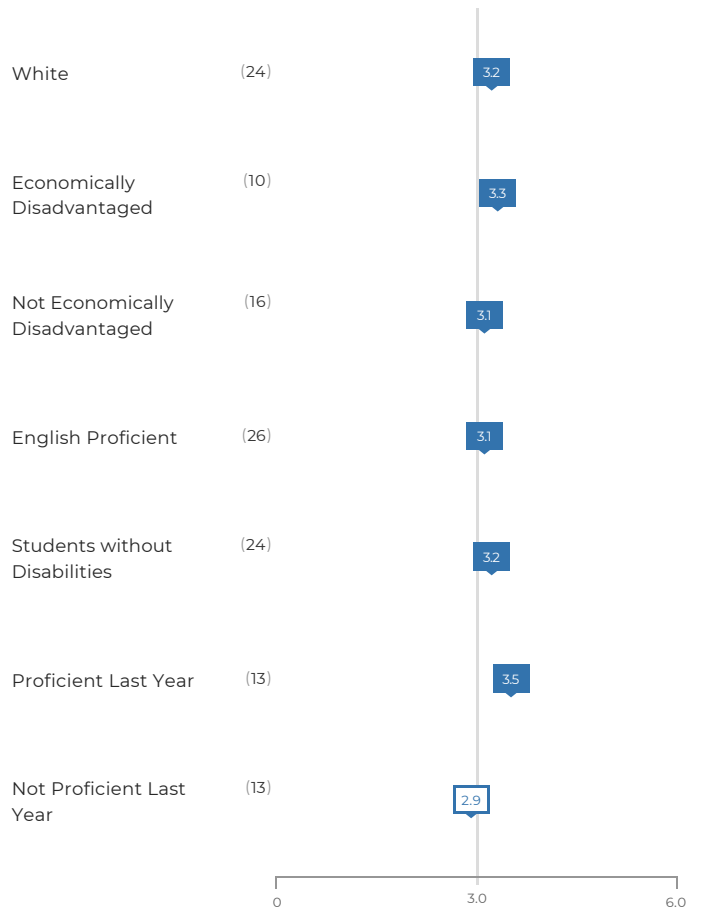 White (24) 3.2
Economically (10)
Disadvantaged 3.3
Not Economically (16)
Disadvantaged 3.1
English Proficient (26) 3.1
Students without (24)
Disabilities 3.2
Proficient Last Year (13) 3.5
Not Proficient Last (13)
Year 2.9
0 3.0 6.0